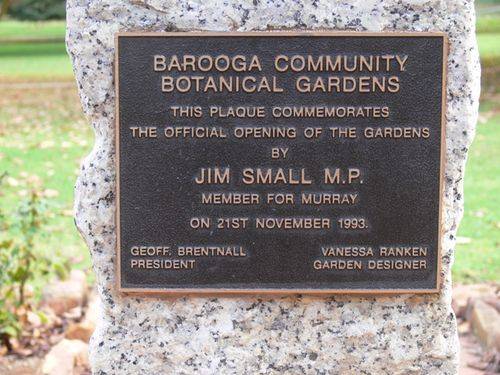 BAROOGA COMMUNITY
BOTANICAL GARDENS
THIS PLAQUE COMMEMORATES
THE OFFICIAL OPENING OF THE GARDENS
BY
JIM SMALL M.P.
MEMBER FOR MURRAY
ON 21ST NOVEMBER 1993.
GEOFF. BRENTNALL
PRESIDENT
VANESSA RANKEN
GARDEN DESIGNER